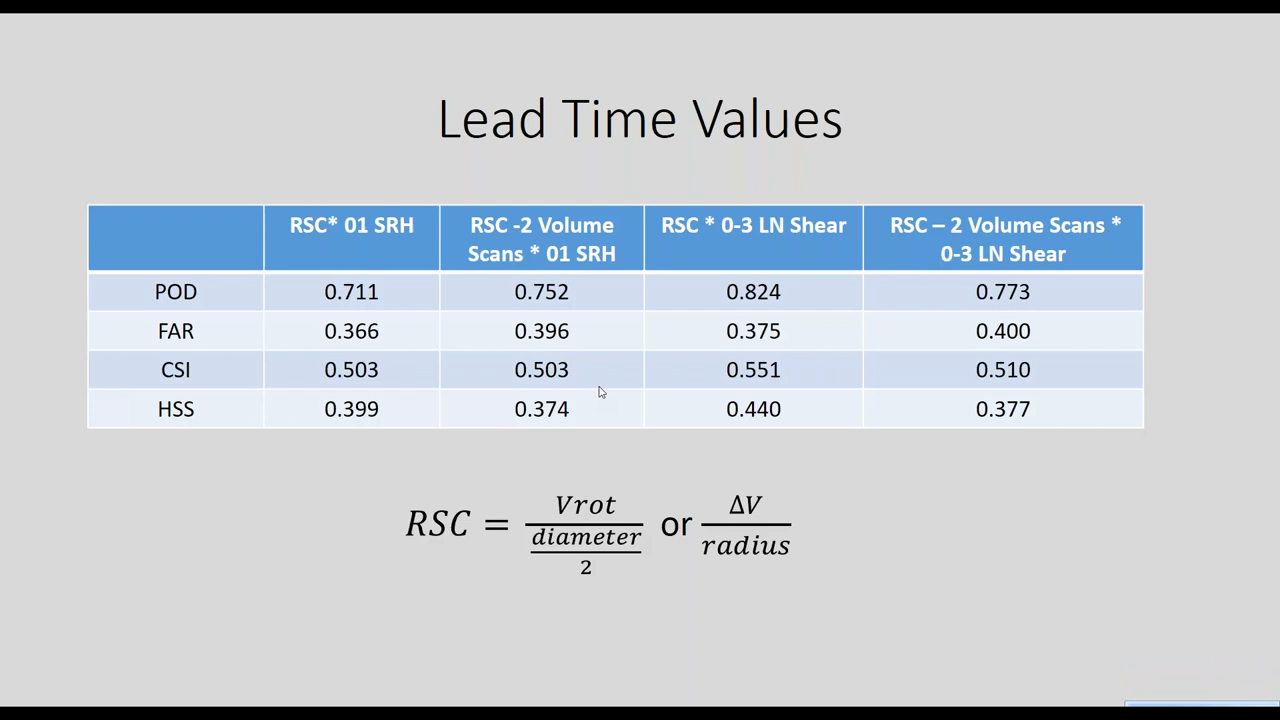 Lead Time Values
RSC* 01 SRH
RSC -2 Volume
Scans * 01 SRH
RSC * 0-3 LN Shear
RSC – 2 Volume Scans *
0-3 LN Shear
POD 0.711 0.752 0.824 0.773
FAR 0.366 0.396 0.375 0.400
CSI 0.503 0.503 0.551 0.510
HSS 0.399 0.374 0.440 0.377
RSC = Vrot / (diameter / 2) or ΔV / radius